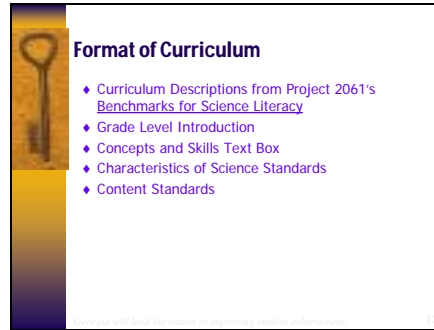 Format of Curriculum
♦ Curriculum Descriptions from Project 2061's
Benchmarks for Science Literacy
♦ Grade Level Introduction
♦ Concepts and Skills Text Box
♦ Characteristics of Science Standards
♦ Content Standards
Georgia will lead the nation in improving student achievement.